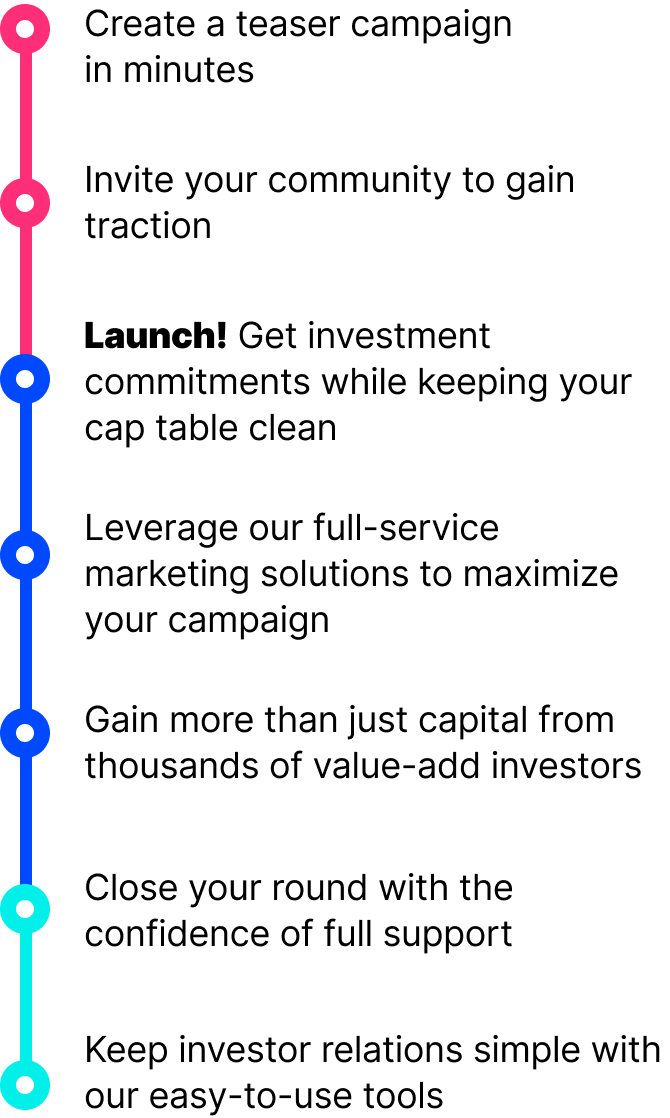 Create a teaser campaign
in minutes
Invite your community to gain
traction
Launch! Get investment
commitments while keeping your
cap table clean
Leverage our full-service
marketing solutions to maximize
your campaign
Gain more than just capital from
thousands of value-add investors
Close your round with the
confidence of full support
Keep investor relations simple with
our easy-to-use tools